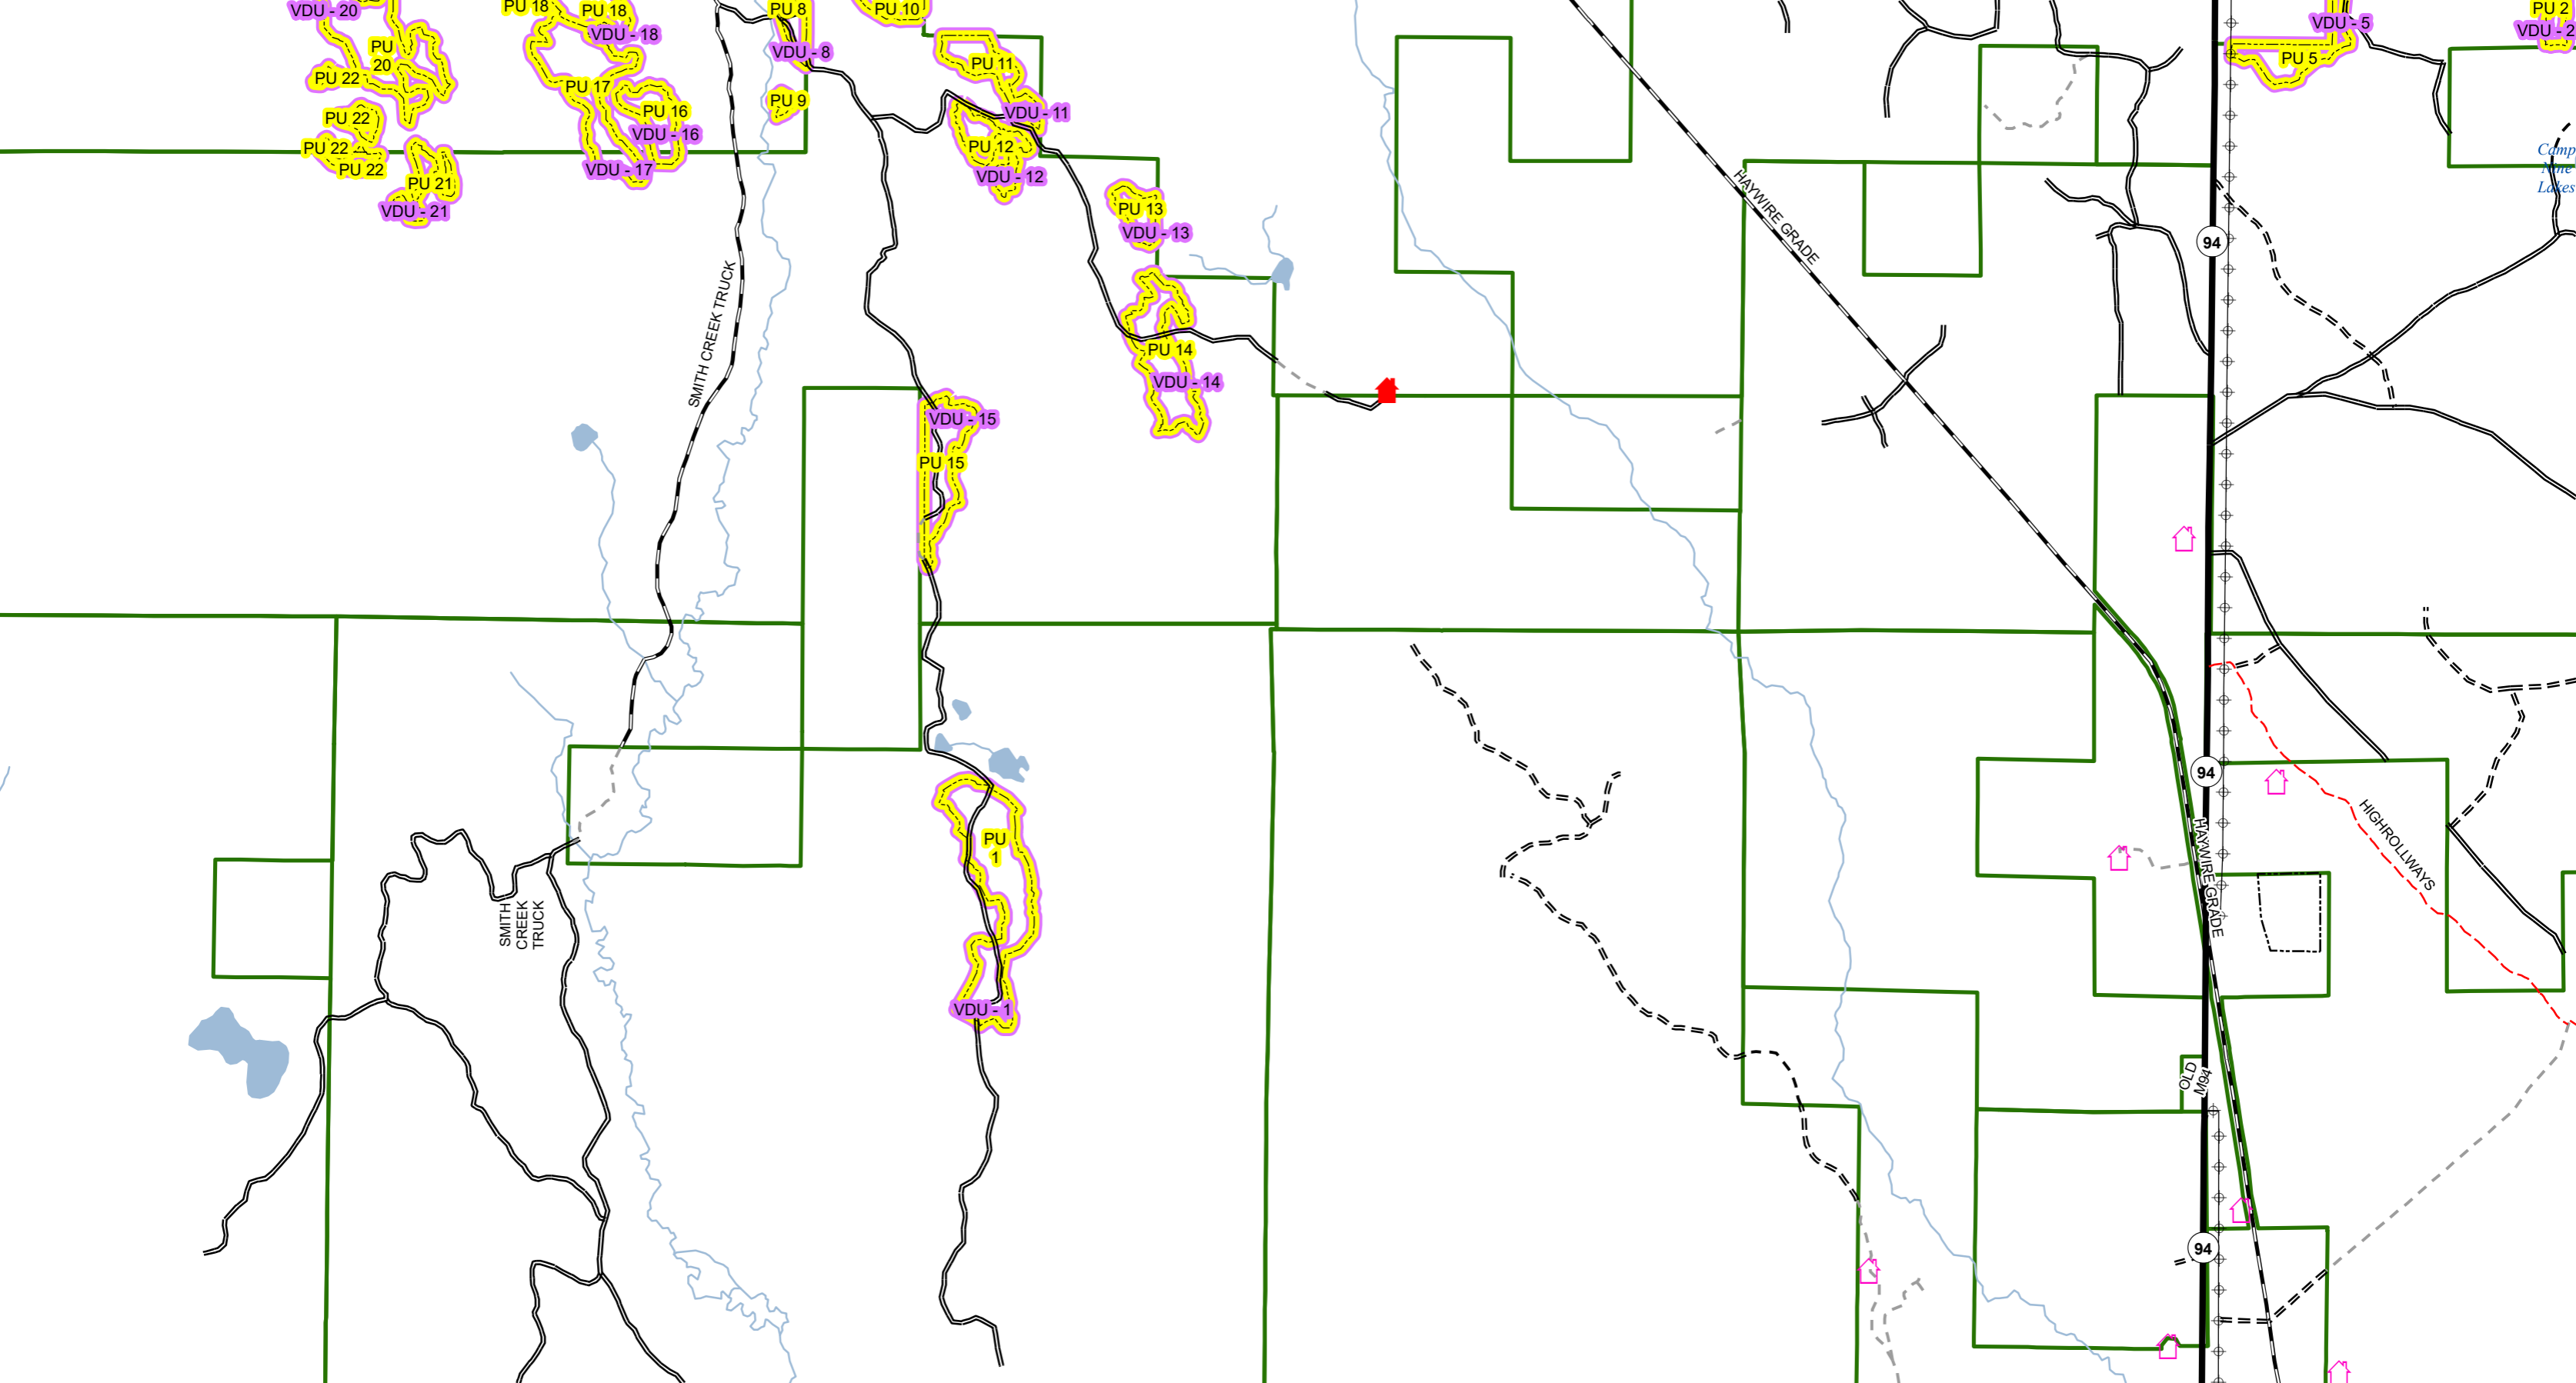 VDU - 20
PU 18
PU 18
VDU - 18
PU 8
VDU - 8
PU 10
VDU - 5
PU 5
PU 2
VDU - 2
PU
20
PU 22
PU 17
PU 16
VDU - 16
PU 9
PU 11
VDU - 11
PU 22
PU 22
PU 22
PU 21
VDU - 21
VDU - 17
PU 12
VDU - 12
PU 13
VDU - 13
Camp
Nine
Lakes
HAYWIRE GRADE
94
SMITH CREEK TRUCK
PU 14
VDU - 14
VDU - 15
PU 15
94
HAYWIRE GRADE
HIGHROLLWAYS
PU
1
VDU - 1
SMITH
CREEK
TRUCK
OLD
M94
94